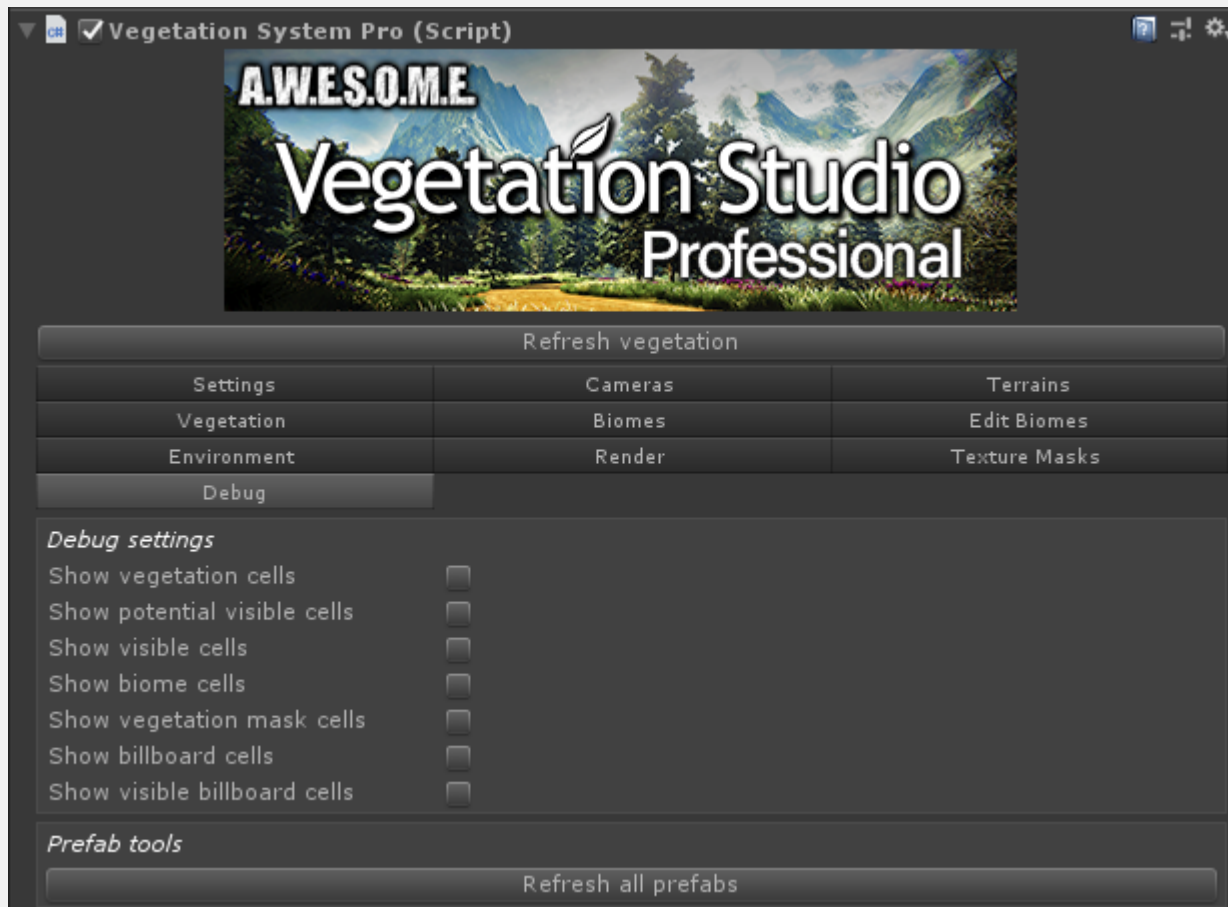 Vegetation System Pro (Script)
A.W.E.S.O.M.E.
Vegetation Studio
Professional
Refresh vegetation
Settings Cameras Terrains
Vegetation Biomes Edit Biomes
Environment Render Texture Masks
Debug
Debug settings
Show vegetation cells
Show potential visible cells
Show visible cells
Show biome cells
Show vegetation mask cells
Show billboard cells
Show visible billboard cells
Prefab tools
Refresh all prefabs